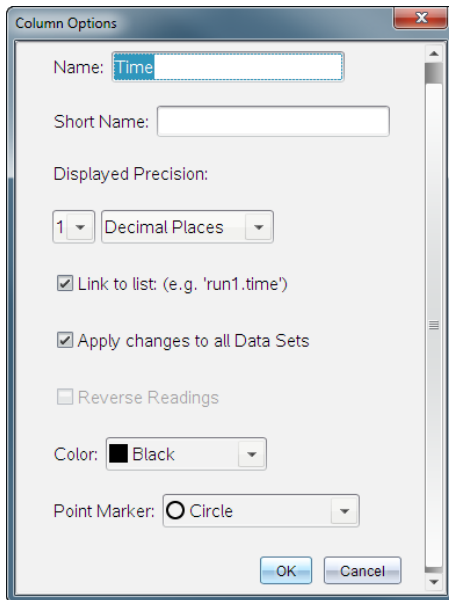 Column Options
Name: Time
Short Name:
Displayed Precision:
1 Decimal Places
Link to list: (e.g. 'run1.time')
Apply changes to all Data Sets
Reverse Readings
Color: Black
Point Marker: Circle
OK Cancel